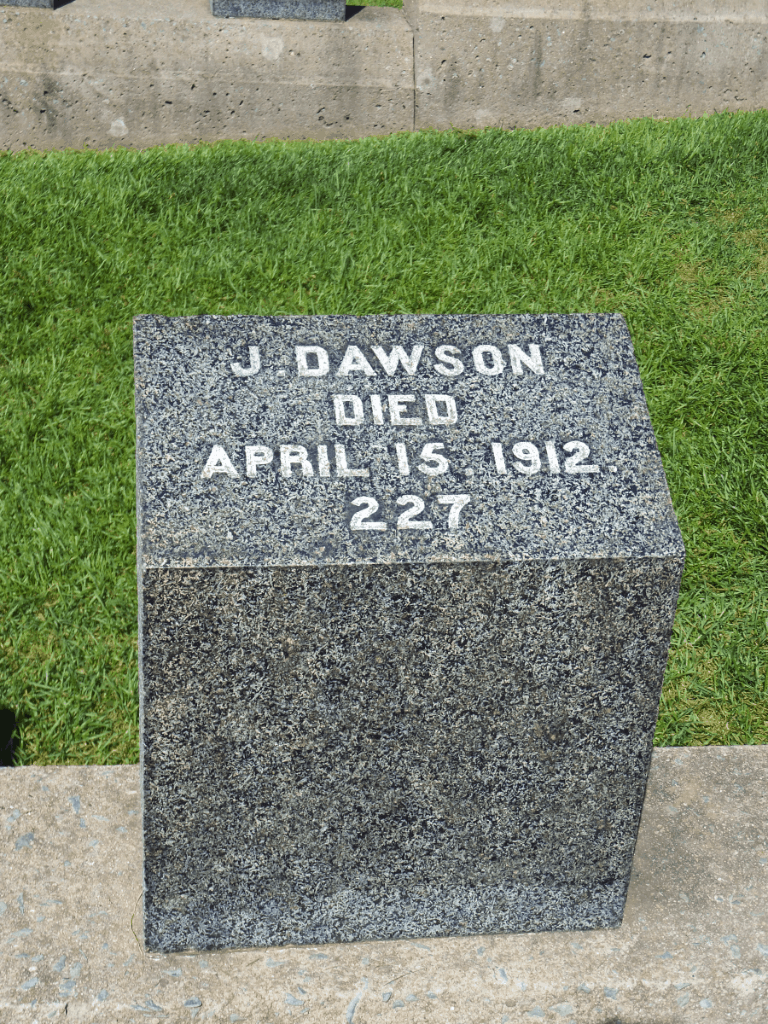 J. DAWSON
DIED
APRIL 15. 1912.
227